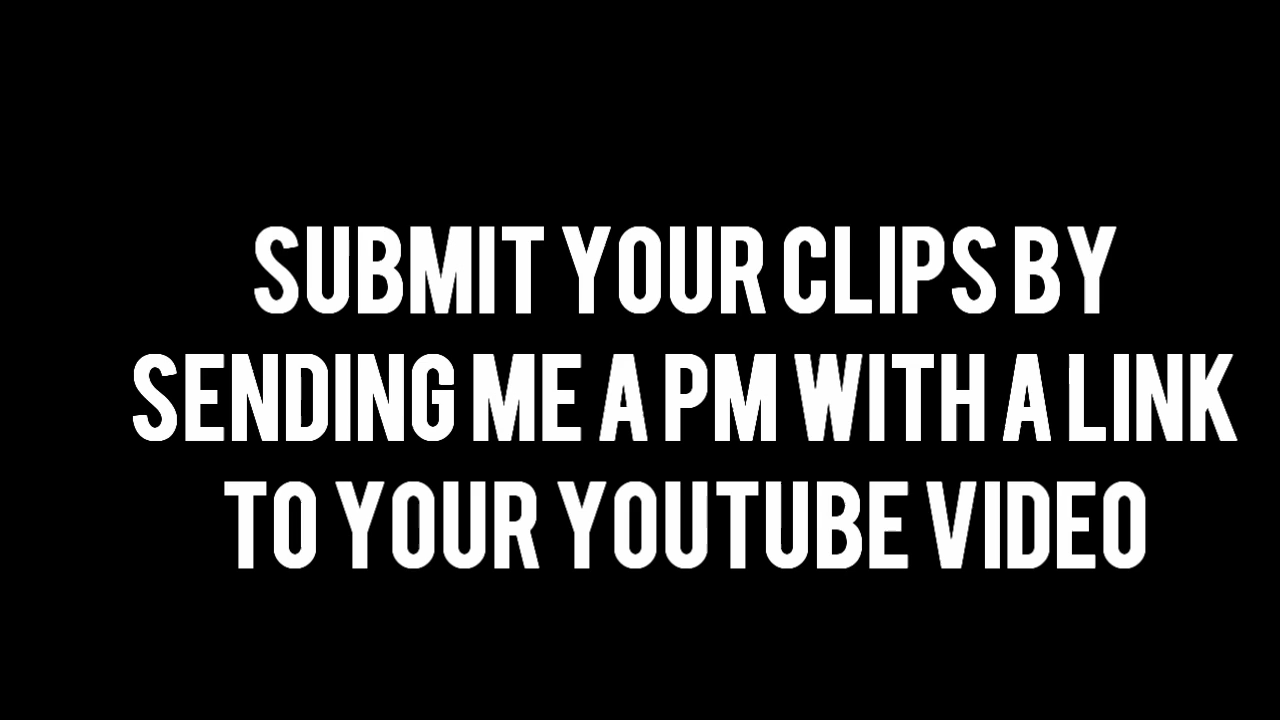 SUBMIT YOUR CLIPS BY
SENDING ME A PM WITH A LINK
TO YOUR YOUTUBE VIDEO